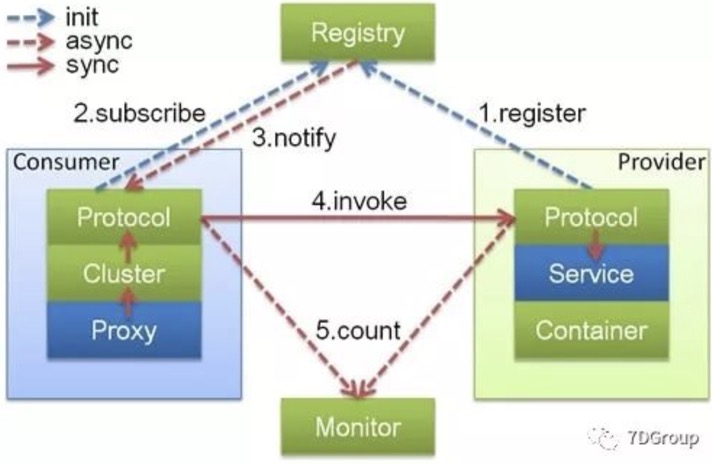 init
async
sync
Registry
2.subscribe
1.register
3.notify
Consumer
Provider
Protocol
4.invoke
Protocol
Cluster
Service
Proxy
5.count
Container
Monitor
7DGroup